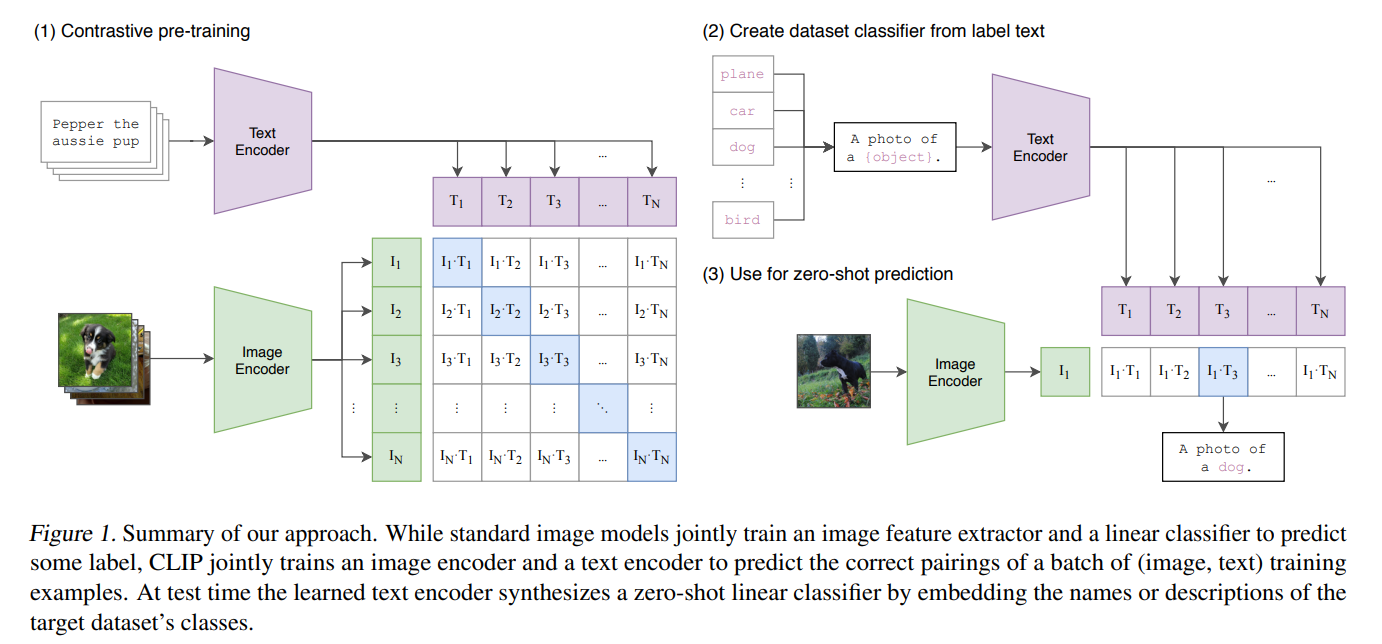 (1) Contrastive pre-training
Pepper the
aussie pup
Text
Encoder
...
T1 T2 T3 ... TN
I1 I1·T1 I1·T2 I1·T3 ... I1·TN
I2 I2·T1 I2·T2 I2·T3 ... I2·TN
I3 I3·T1 I3·T2 I3·T3 ... I3·TN
Image
Encoder
⋮ ⋮ ⋮ ⋮ ⋮ ⋱ ⋮
IN IN·T1 IN·T2 IN·T3 ... IN·TN
(2) Create dataset classifier from label text
plane
car
dog
⋮ ⋮
bird
A photo of
a {object}.
Text
Encoder
...
(3) Use for zero-shot prediction
T1 T2 T3 ... TN
Image
Encoder
I1 I1·T1 I1·T2 I1·T3 ... I1·TN
A photo of
a dog.
Figure 1. Summary of our approach. While standard image models jointly train an image feature extractor and a linear classifier to predict
some label, CLIP jointly trains an image encoder and a text encoder to predict the correct pairings of a batch of (image, text) training
examples. At test time the learned text encoder synthesizes a zero-shot linear classifier by embedding the names or descriptions of the
target dataset's classes.